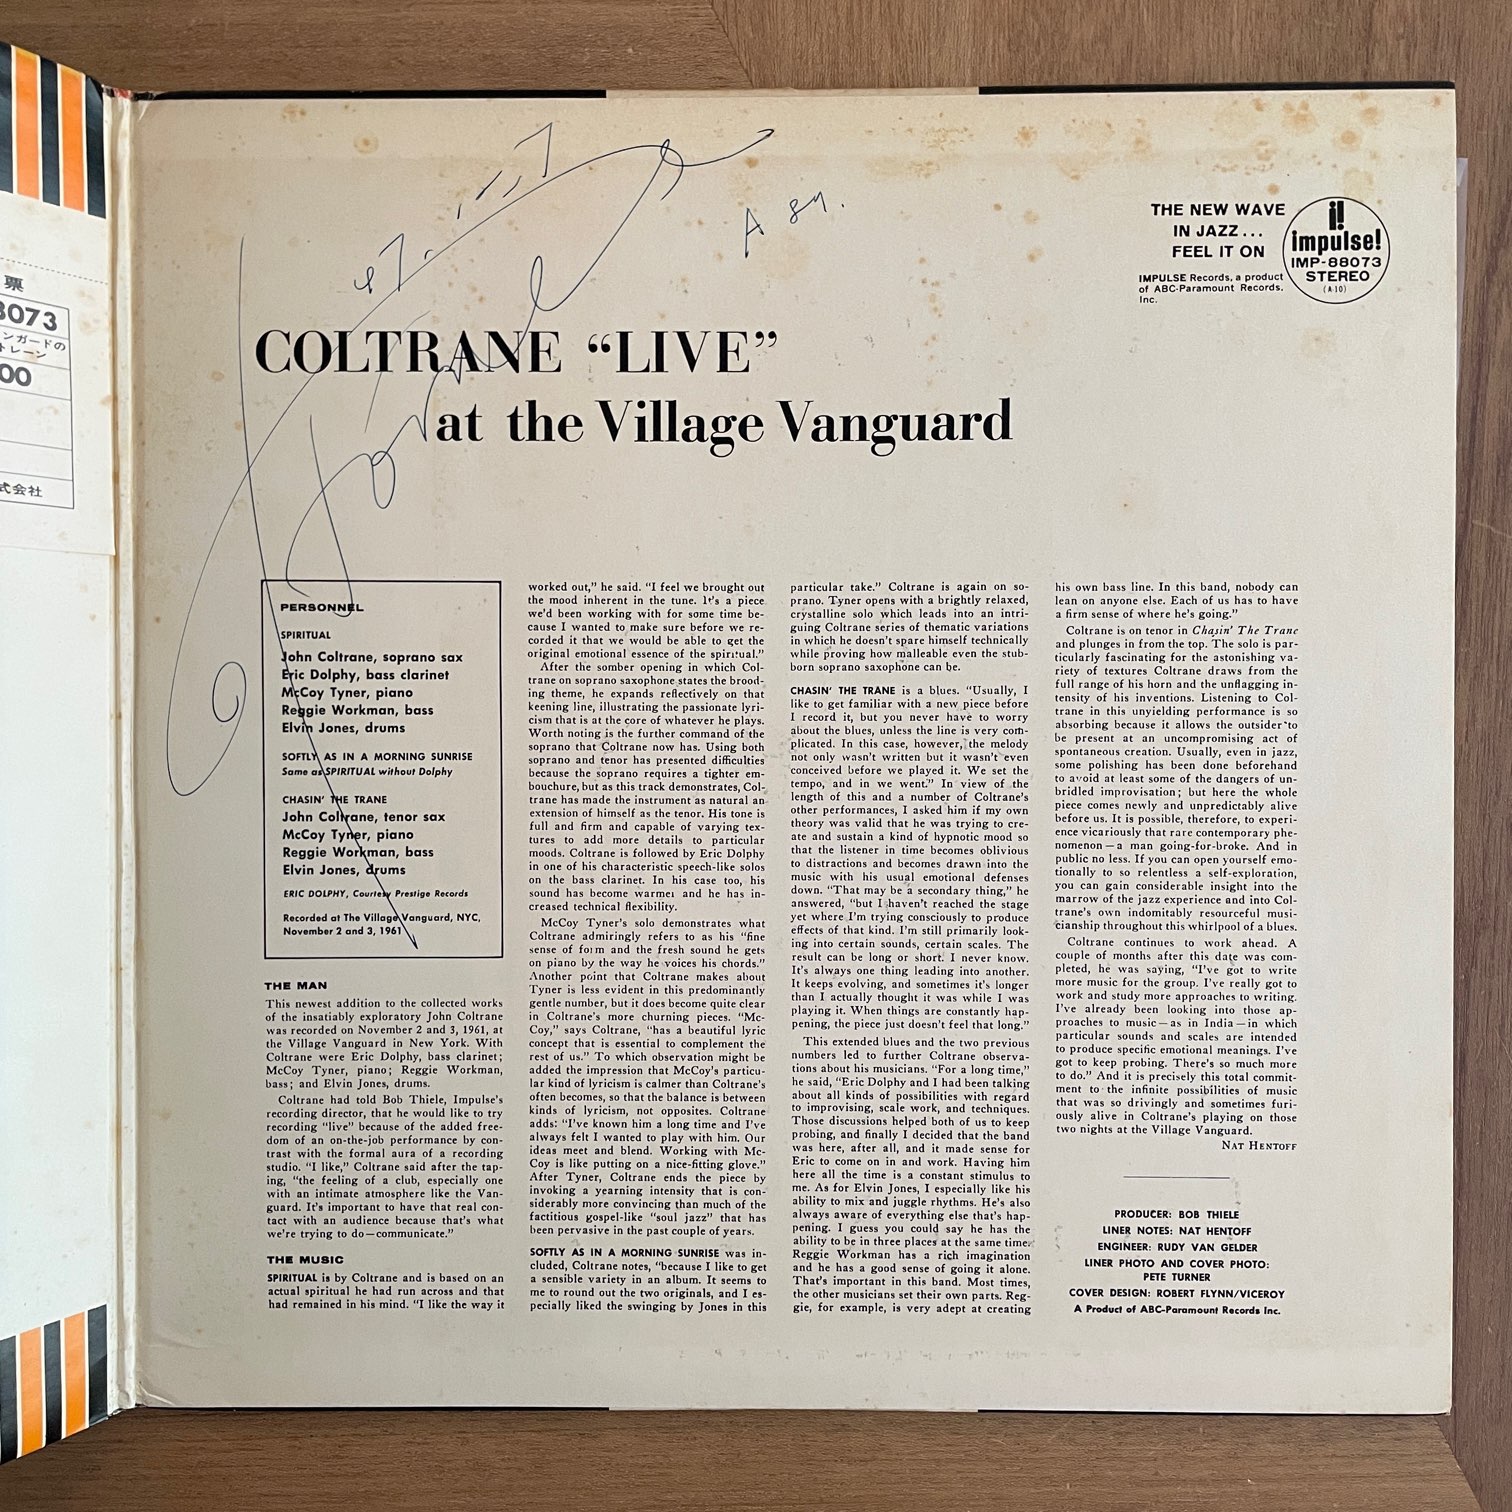 票
8073
ンガードの
トレーン
00
式会社
'47. 11. 17
THE NEW WAVE
IN JAZZ...
FEEL IT ON
impulse!
IMP-88073
STEREO
(A-10)
IMPULSE Records, a product
of ABC-Paramount Records,
Inc.
COLTRANE “LIVE”
at the Village Vanguard
PERSONNEL
SPIRITUAL
John Coltrane, soprano sax
Eric Dolphy, bass clarinet
McCoy Tyner, piano
Reggie Workman, bass
Elvin Jones, drums
SOFTLY AS IN A MORNING SUNRISE
Same as SPIRITUAL without Dolphy
CHASIN' THE TRANE
John Coltrane, tenor sax
McCoy Tyner, piano
Reggie Workman, bass
Elvin Jones, drums
ERIC DOLPHY, Courtesy Prestige Records
Recorded at The Village Vanguard, NYC,
November 2 and 3, 1961
THE MAN
This newest addition to the collected works
of the insatiably exploratory John Coltrane
was recorded on November 2 and 3, 1961, at
the Village Vanguard in New York. With
Coltrane were Eric Dolphy, bass clarinet;
McCoy Tyner, piano; Reggie Workman,
bass; and Elvin Jones, drums.
Coltrane had told Bob Thiele, Impulse's
recording director, that he would like to try
recording “live” because of the added free-
dom of an on-the-job performance by con-
trast with the formal aura of a recording
studio. “I like,” Coltrane said after the tap-
ing, “the feeling of a club, especially one
with an intimate atmosphere like the Van-
guard. It's important to have that real con-
tact with an audience because that's what
we're trying to do—communicate.”
THE MUSIC
SPIRITUAL is by Coltrane and is based on an
actual spiritual he had run across and that
had remained in his mind. “I like the way it
worked out,” he said. “I feel we brought out
the mood inherent in the tune. It's a piece
we'd been working with for some time be-
cause I wanted to make sure before we re-
corded it that we would be able to get the
original emotional essence of the spiritual.”
After the somber opening in which Col-
trane on soprano saxophone states the brood-
ing theme, he expands reflectively on that
keening line, illustrating the passionate lyri-
cism that is at the core of whatever he plays.
Worth noting is the further command of the
soprano that Coltrane now has. Using both
soprano and tenor has presented difficulties
because the soprano requires a tighter em-
bouchure, but as this track demonstrates, Col-
trane has made the instrument as natural an
extension of himself as the tenor. His tone is
full and firm and capable of varying tex-
tures to add more details to particular
moods. Coltrane is followed by Eric Dolphy
in one of his characteristic speech-like solos
on the bass clarinet. In his case too, his
sound has become warmer and he has in-
creased technical flexibility.
McCoy Tyner's solo demonstrates what
Coltrane admiringly refers to as his “fine
sense of form and the fresh sound he gets
on piano by the way he voices his chords.”
Another point that Coltrane makes about
Tyner is less evident in this predominantly
gentle number, but it does become quite clear
in Coltrane's more churning pieces. “Mc-
Coy,” says Coltrane, “has a beautiful lyric
concept that is essential to complement the
rest of us.” To which observation might be
added the impression that McCoy's particu-
lar kind of lyricism is calmer than Coltrane's
often becomes, so that the balance is between
kinds of lyricism, not opposites. Coltrane
adds: “I've known him a long time and I've
always felt I wanted to play with him. Our
ideas meet and blend. Working with Mc-
Coy is like putting on a nice-fitting glove.”
After Tyner, Coltrane ends the piece by
invoking a yearning intensity that is con-
siderably more convincing than much of the
factitious gospel-like “soul jazz” that has
been pervasive in the past couple of years.
SOFTLY AS IN A MORNING SUNRISE was in-
cluded, Coltrane notes, “because I like to get
a sensible variety in an album. It seems to
me to round out the two originals, and I es-
pecially liked the swinging by Jones in this
particular take.” Coltrane is again on so-
prano. Tyner opens with a brightly relaxed,
crystalline solo which leads into an intri-
guing Coltrane series of thematic variations
in which he doesn't spare himself technically
while proving how malleable even the stub-
born soprano saxophone can be.
CHASIN' THE TRANE is a blues. “Usually, I
like to get familiar with a new piece before
I record it, but you never have to worry
about the blues, unless the line is very com-
plicated. In this case, however, the melody
not only wasn't written but it wasn't even
conceived before we played it. We set the
tempo, and in we went.” In view of the
length of this and a number of Coltrane's
other performances, I asked him if my own
theory was valid that he was trying to cre-
ate and sustain a kind of hypnotic mood so
that the listener in time becomes oblivious
to distractions and becomes drawn into the
music with his usual emotional defenses
down. “That may be a secondary thing,” he
answered, “but I haven't reached the stage
yet where I'm trying consciously to produce
effects of that kind. I'm still primarily look-
ing into certain sounds, certain scales. The
result can be long or short. I never know.
It's always one thing leading into another.
It keeps evolving, and sometimes it's longer
than I actually thought it was while I was
playing it. When things are constantly hap-
pening, the piece just doesn't feel that long.”
This extended blues and the two previous
numbers led to further Coltrane observa-
tions about his musicians. “For a long time,”
he said, “Eric Dolphy and I had been talking
about all kinds of possibilities with regard
to improvising, scale work, and techniques.
Those discussions helped both of us to keep
probing, and finally I decided that the band
was here, after all, and it made sense for
Eric to come on in and work. Having him
here all the time is a constant stimulus to
me. As for Elvin Jones, I especially like his
ability to mix and juggle rhythms. He's also
always aware of everything else that's hap-
pening. I guess you could say he has the
ability to be in three places at the same time.
Reggie Workman has a rich imagination
and he has a good sense of going it alone.
That's important in this band. Most times,
the other musicians set their own parts. Reg-
gie, for example, is very adept at creating
his own bass line. In this band, nobody can
lean on anyone else. Each of us has to have
a firm sense of where he's going.”
Coltrane is on tenor in Chasin' The Trane
and plunges in from the top. The solo is par-
ticularly fascinating for the astonishing va-
riety of textures Coltrane draws from the
full range of his horn and the unflagging in-
tensity of his inventions. Listening to Col-
trane in this unyielding performance is so
absorbing because it allows the outsider to
be present at an uncompromising act of
spontaneous creation. Usually, even in jazz,
some polishing has been done beforehand
to avoid at least some of the dangers of un-
bridled improvisation; but here the whole
piece comes newly and unpredictably alive
before us. It is possible, therefore, to experi-
ence vicariously that rare contemporary phe-
nomenon—a man going-for-broke. And in
public no less. If you can open yourself emo-
tionally to so relentless a self-exploration,
you can gain considerable insight into the
marrow of the jazz experience and into Col-
trane's own indomitably resourceful musi-
cianship throughout this whirlpool of a blues.
Coltrane continues to work ahead. A
couple of months after this date was com-
pleted, he was saying, “I've got to write
more music for the group. I've really got to
work and study more approaches to writing.
I've already been looking into those ap-
proaches to music—as in India—in which
particular sounds and scales are intended
to produce specific emotional meanings. I've
got to keep probing. There's so much more
to do.” And it is precisely this total commit-
ment to the infinite possibilities of music
that was so drivingly and sometimes furi-
ously alive in Coltrane's playing on those
two nights at the Village Vanguard.
NAT HENTOFF
PRODUCER: BOB THIELE
LINER NOTES: NAT HENTOFF
ENGINEER: RUDY VAN GELDER
LINER PHOTO AND COVER PHOTO:
PETE TURNER
COVER DESIGN: ROBERT FLYNN/VICEROY
A Product of ABC-Paramount Records Inc.